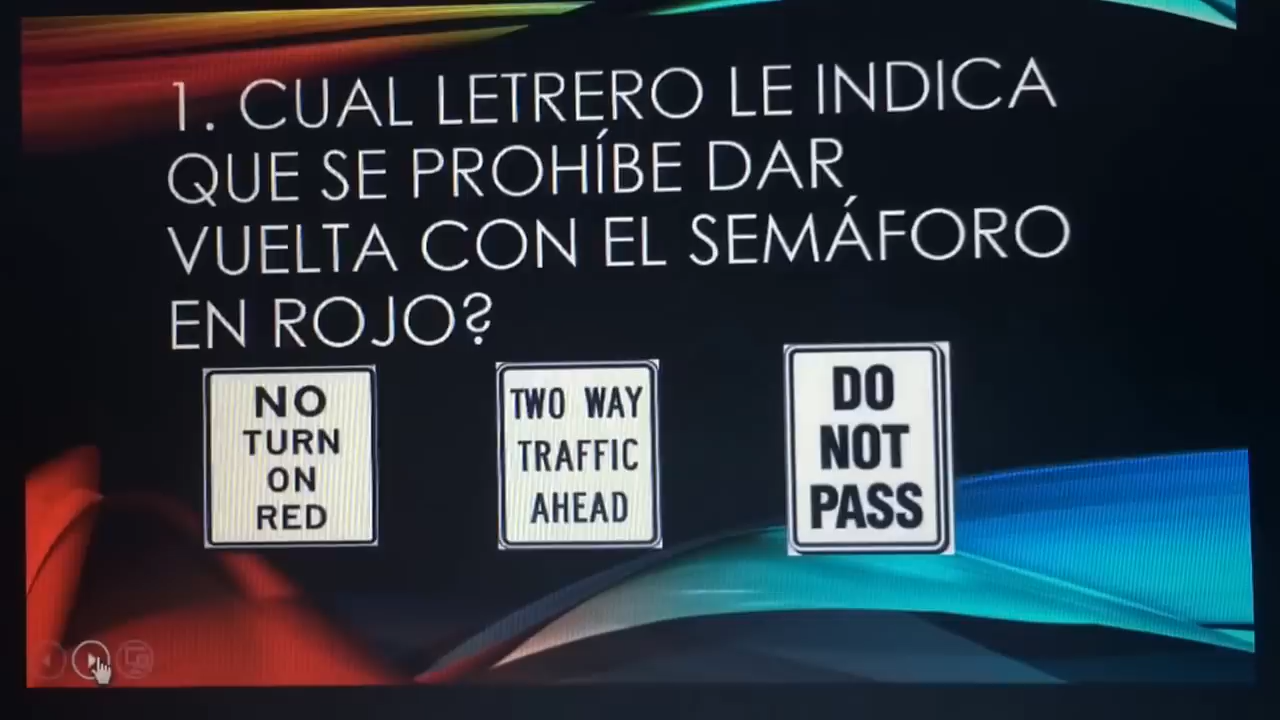 1. CUAL LETRERO LE INDICA
QUE SE PROHÍBE DAR
VUELTA CON EL SEMÁFORO
EN ROJO?
NO
TURN
ON
RED
TWO WAY
TRAFFIC
AHEAD
DO
NOT
PASS